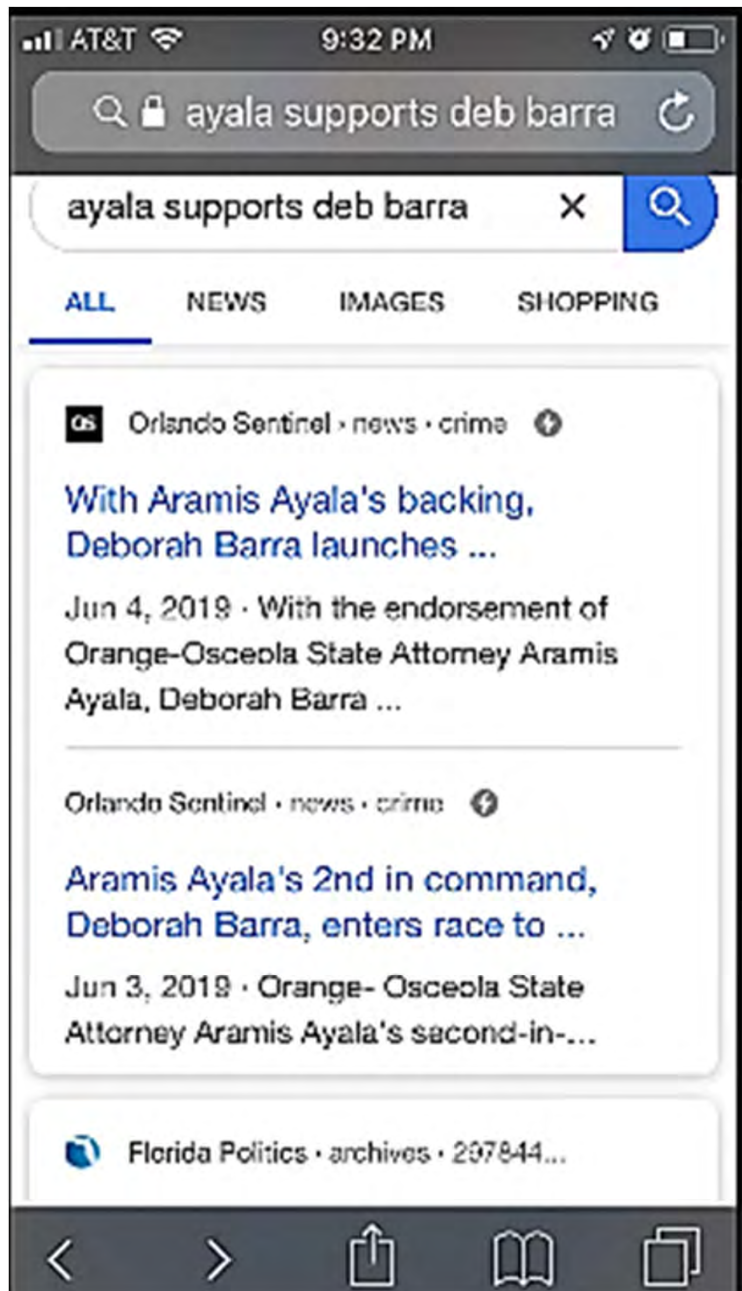 AT&T 9:32 PM
ayala supports deb barra
ayala supports deb barra
ALL NEWS IMAGES SHOPPING
OS Orlando Sentinel › news › crime
With Aramis Ayala's backing,
Deborah Barra launches ...
Jun 4, 2019 · With the endorsement of
Orange-Osceola State Attorney Aramis
Ayala, Deborah Barra ...
Orlando Sentinel › news › crime
Aramis Ayala's 2nd in command,
Deborah Barra, enters race to ...
Jun 3, 2019 · Orange- Osceola State
Attorney Aramis Ayala's second-in-...
Florida Politics › archives › 297844...